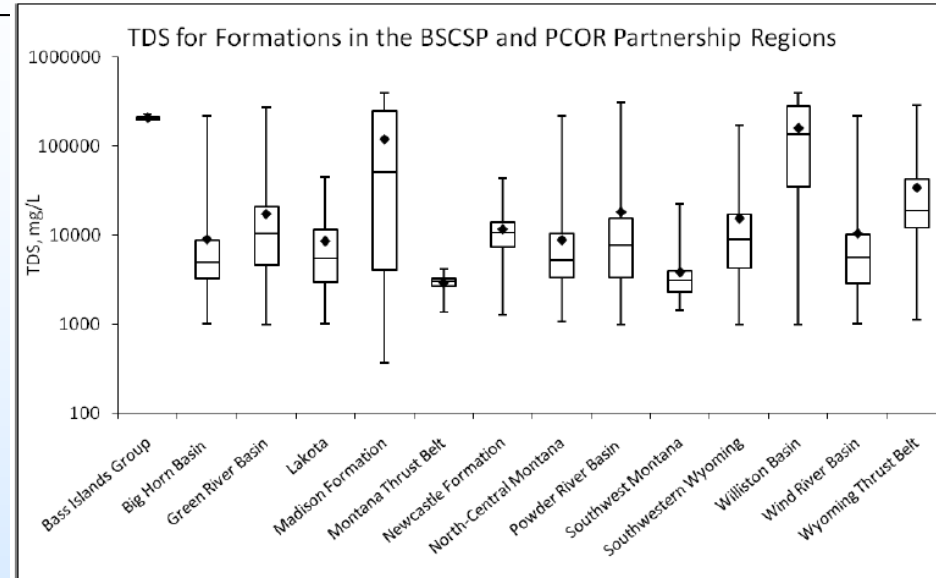 TDS for Formations in the BSCSP and PCOR Partnership Regions
1000000
100000
10000
1000
100
TDS, mg/L
Bass Islands Group
Big Horn Basin
Green River Basin
Lakota
Madison Formation
Montana Thrust Belt
Newcastle Formation
North-Central Montana
Powder River Basin
Southwest Montana
Southwestern Wyoming
Williston Basin
Wind River Basin
Wyoming Thrust Belt